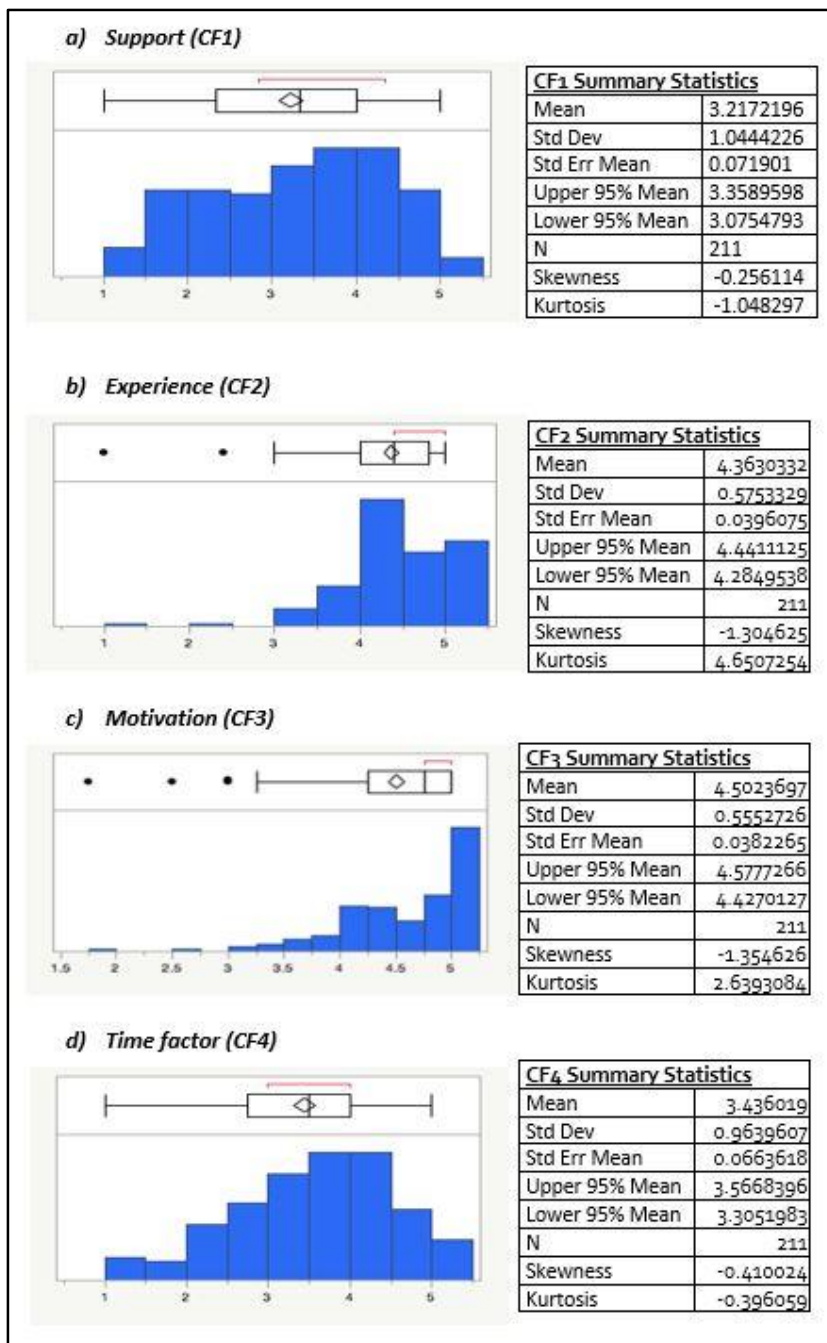 a) Support (CF1)
CF1 Summary Statistics
Mean 3.2172196
Std Dev 1.0444226
Std Err Mean 0.071901
Upper 95% Mean 3.3589598
Lower 95% Mean 3.0754793
N 211
Skewness -0.256114
Kurtosis -1.048297
1 2 3 4 5
b) Experience (CF2)
CF2 Summary Statistics
Mean 4.3630332
Std Dev 0.5753329
Std Err Mean 0.0396075
Upper 95% Mean 4.4411125
Lower 95% Mean 4.2849538
N 211
Skewness -1.304625
Kurtosis 4.6507254
1 2 3 4 5
c) Motivation (CF3)
CF3 Summary Statistics
Mean 4.5023697
Std Dev 0.5552726
Std Err Mean 0.0382265
Upper 95% Mean 4.5777266
Lower 95% Mean 4.4270127
N 211
Skewness -1.354626
Kurtosis 2.6393084
1.5 2 2.5 3 3.5 4 4.5 5
d) Time factor (CF4)
CF4 Summary Statistics
Mean 3.436019
Std Dev 0.9639607
Std Err Mean 0.0663618
Upper 95% Mean 3.5668396
Lower 95% Mean 3.3051983
N 211
Skewness -0.410024
Kurtosis -0.396059
1 2 3 4 5